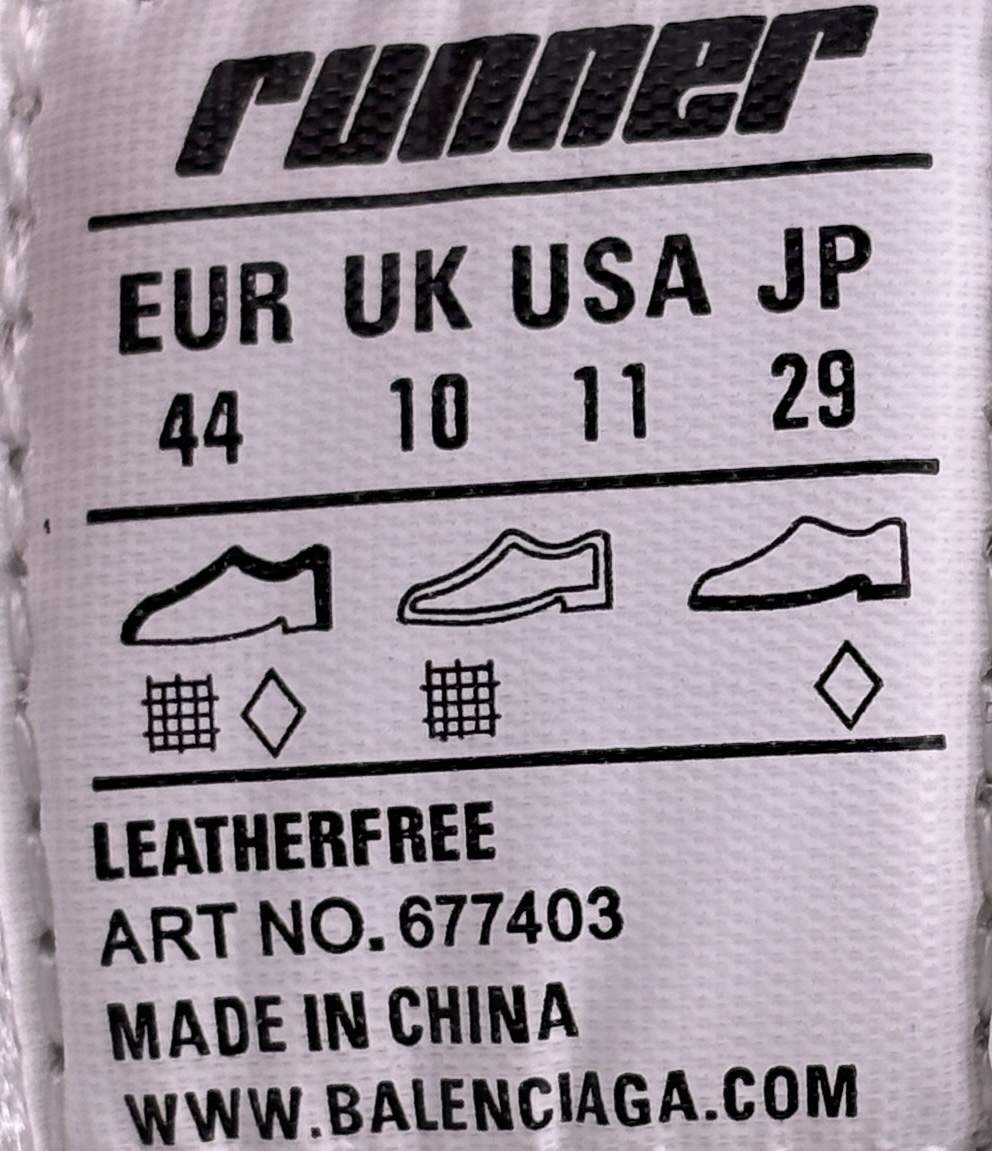 runner
EUR UK USA JP
44 10 11 29
LEATHERFREE
ART NO. 677403
MADE IN CHINA
WWW.BALENCIAGA.COM